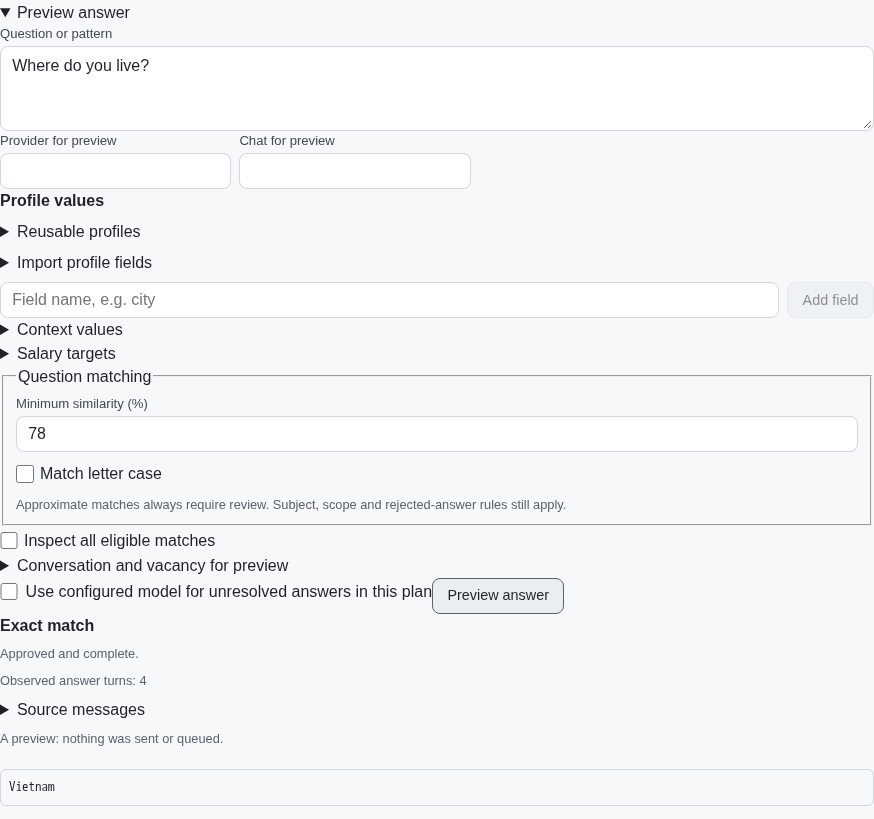 Preview answer
Question or pattern
Where do you live?
Provider for preview
Chat for preview
Profile values
Reusable profiles
Import profile fields
Field name, e.g. city
Add field
Context values
Salary targets
Question matching
Minimum similarity (%)
78
Match letter case
Approximate matches always require review. Subject, scope and rejected-answer rules still apply.
Inspect all eligible matches
Conversation and vacancy for preview
Use configured model for unresolved answers in this plan
Preview answer
Exact match
Approved and complete.
Observed answer turns: 4
Source messages
A preview: nothing was sent or queued.
Vietnam